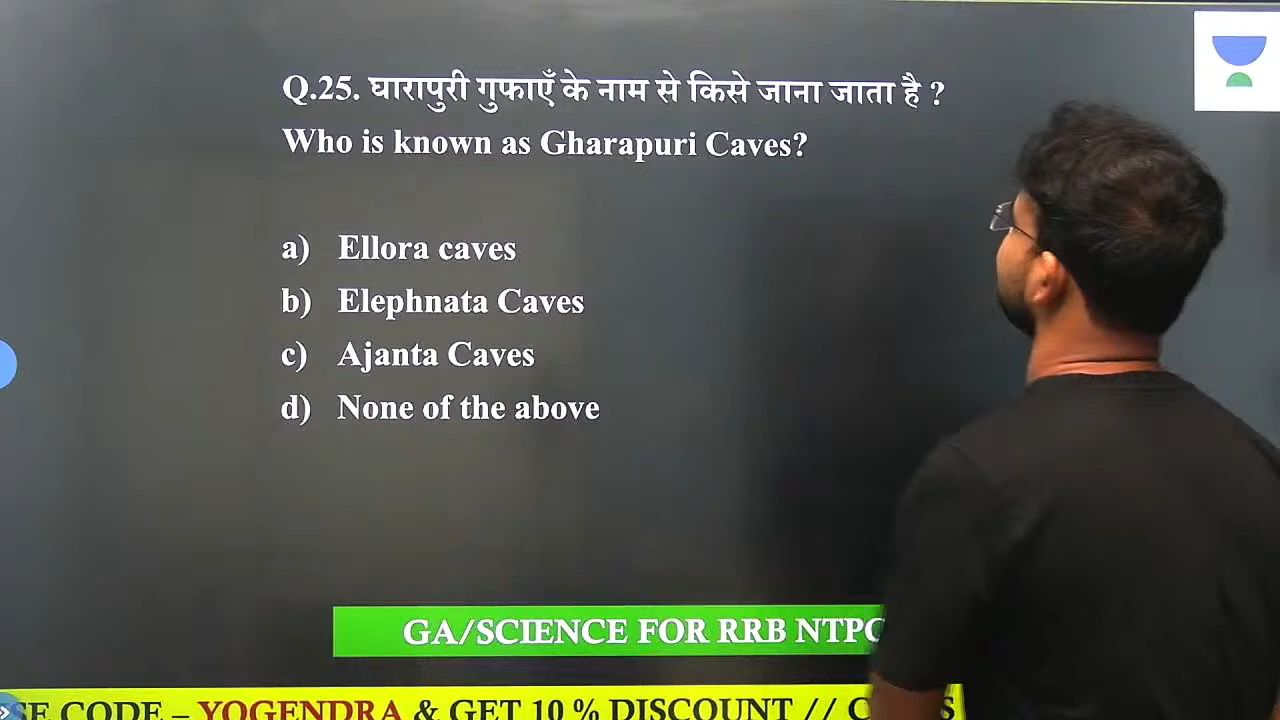 Q.25. घारापुरी गुफाएँ के नाम से किसे जाना जाता है ?
Who is known as Gharapuri Caves?
a) Ellora caves
b) Elephnata Caves
c) Ajanta Caves
d) None of the above
GA/SCIENCE FOR RRB NTPC
SE CODE – YOGENDRA & GET 10 % DISCOUNT //